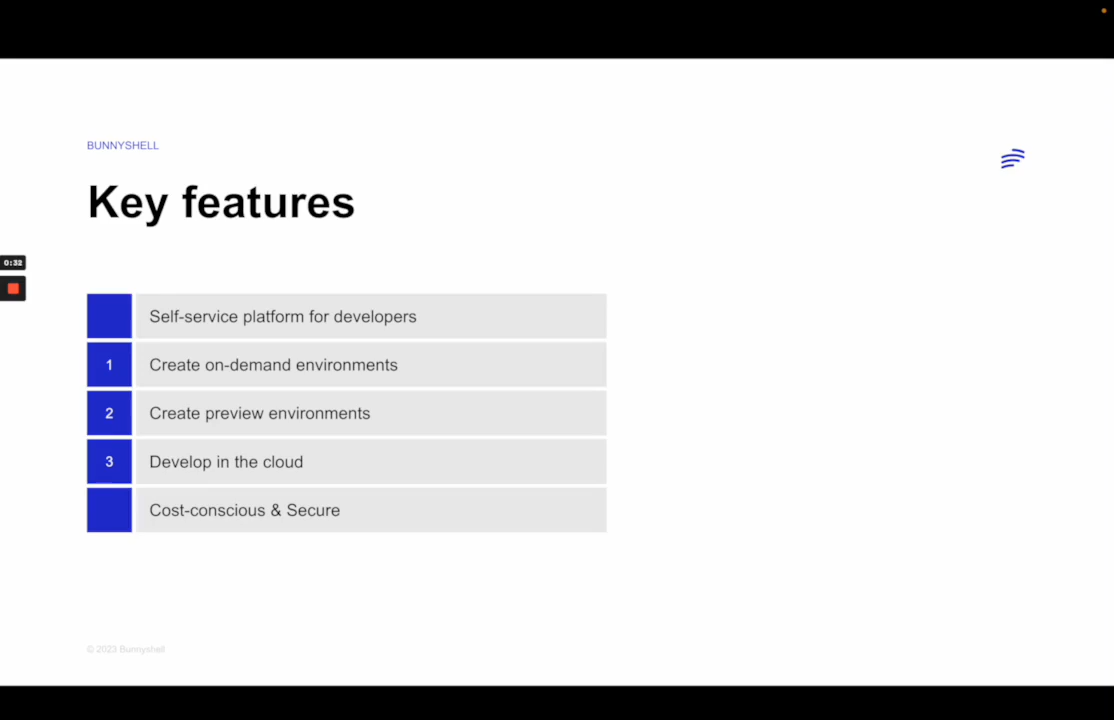 BUNNYSHELL
Key features
0:32
Self-service platform for developers
1 Create on-demand environments
2 Create preview environments
3 Develop in the cloud
Cost-conscious & Secure
© 2023 Bunnyshell